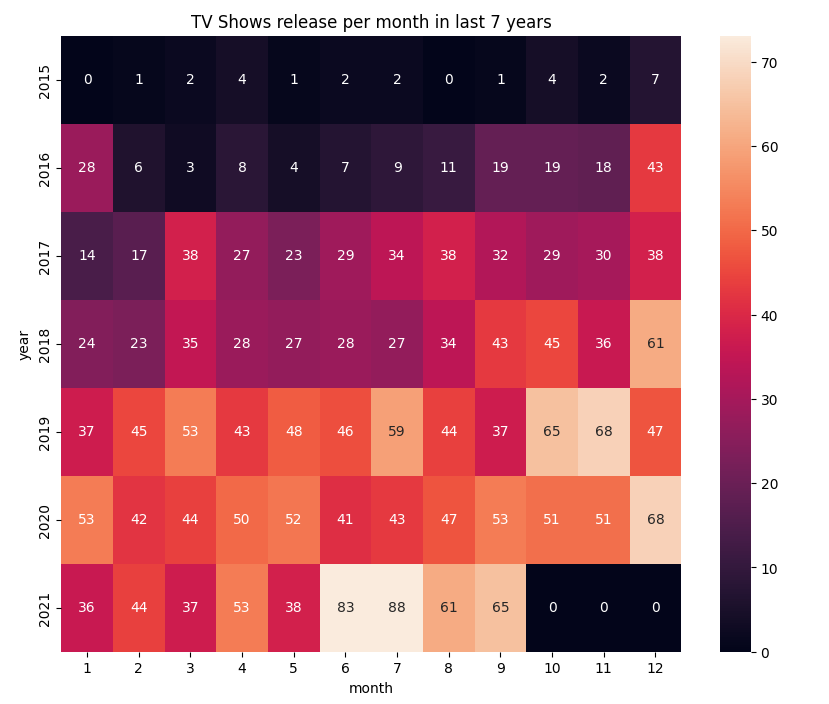 TV Shows release per month in last 7 years
2015 0 1 2 4 1 2 2 0 1 4 2 7
2016 28 6 3 8 4 7 9 11 19 19 18 43
2017 14 17 38 27 23 29 34 38 32 29 30 38
2018 24 23 35 28 27 28 27 34 43 45 36 61
2019 37 45 53 43 48 46 59 44 37 65 68 47
2020 53 42 44 50 52 41 43 47 53 51 51 68
2021 36 44 37 53 38 83 88 61 65 0 0 0
1 2 3 4 5 6 7 8 9 10 11 12
month
year
70
60
50
40
30
20
10
0